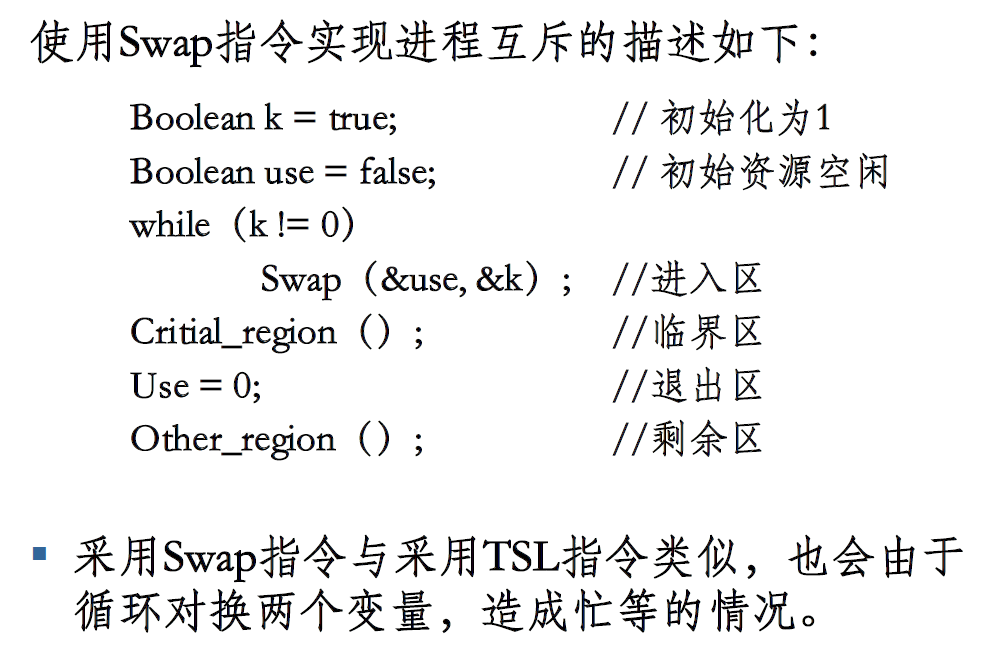 使用Swap指令实现进程互斥的描述如下：
Boolean k = true; // 初始化为1
Boolean use = false; // 初始资源空闲
while（k != 0）
Swap（&use, &k）; //进入区
Critial_region（）; //临界区
Use = 0; //退出区
Other_region（）; //剩余区
采用Swap指令与采用TSL指令类似，也会由于
循环对换两个变量，造成忙等的情况。